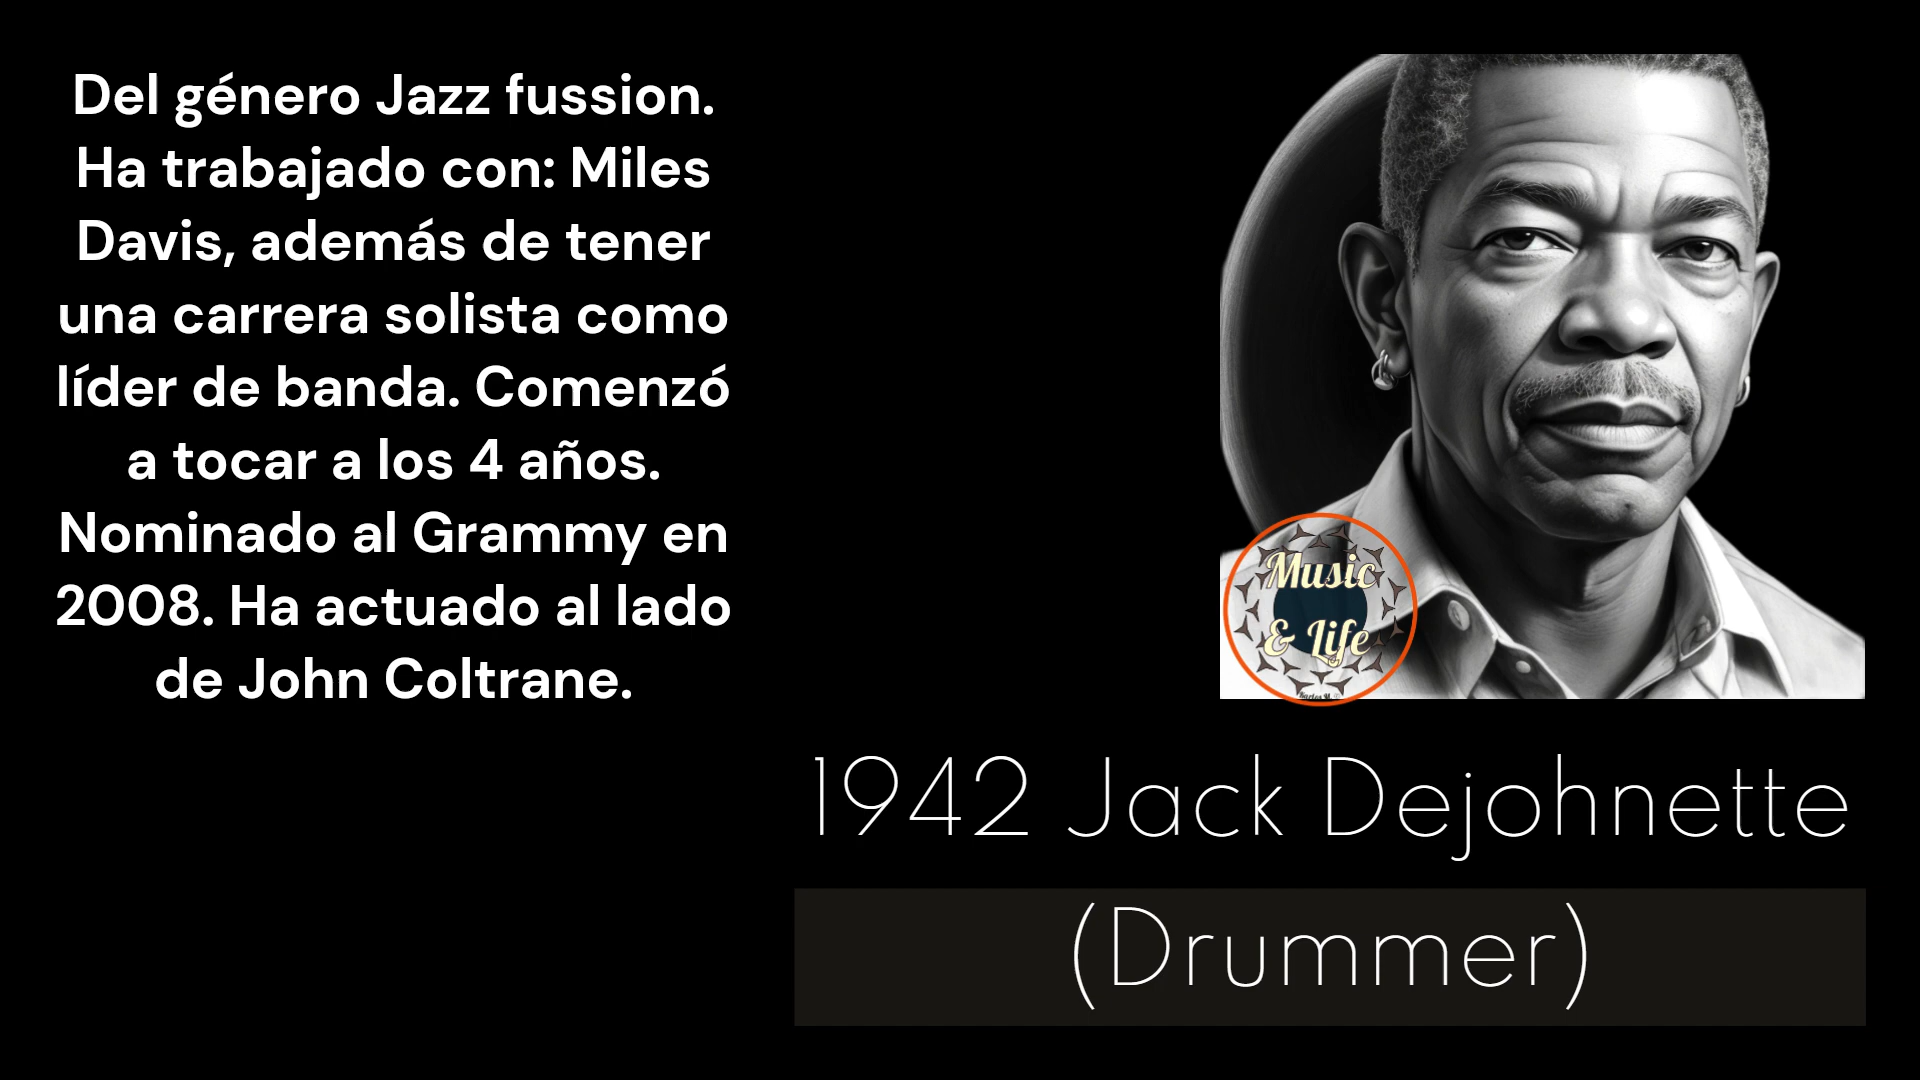 Del género Jazz fussion.
Ha trabajado con: Miles
Davis, además de tener
una carrera solista como
líder de banda. Comenzó
a tocar a los 4 años.
Nominado al Grammy en
2008. Ha actuado al lado
de John Coltrane.
Music
& Life
1942 Jack Dejohnette
(Drummer)